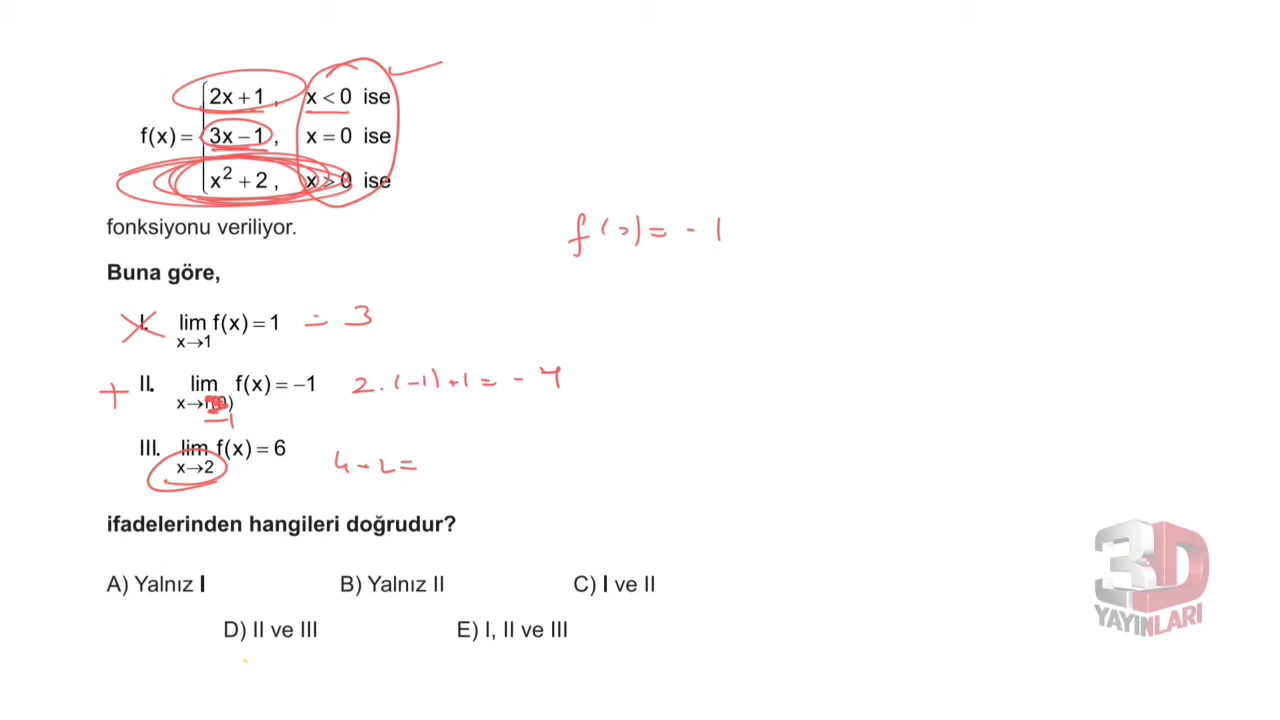 2x + 1 , x < 0 ise
f(x) = 3x – 1 , x = 0 ise
x² + 2 , x > 0 ise
fonksiyonu veriliyor.
f(0) = - 1
Buna göre,
I. lim f(x) = 1 = 3
x→1
II. lim f(x) = –1 2.(-1)+1 = - 1
x→
-1
III. lim f(x) = 6 4+2=
x→2
ifadelerinden hangileri doğrudur?
A) Yalnız I B) Yalnız II C) I ve II
D) II ve III E) I, II ve III
3D
YAYINLARI